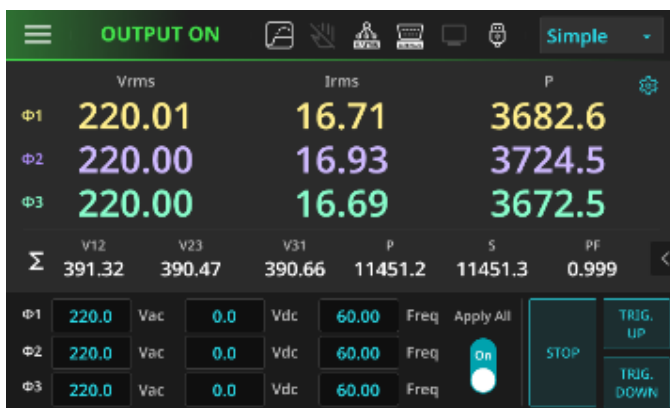 OUTPUT ON Simple
Vrms Irms P
Φ1 220.01 16.71 3682.6
Φ2 220.00 16.93 3724.5
Φ3 220.00 16.69 3672.5
V12 V23 V31 P S PF
Σ 391.32 390.47 390.66 11451.2 11451.3 0.999
Φ1 220.0 Vac 0.0 Vdc 60.00 Freq Apply All
Φ2 220.0 Vac 0.0 Vdc 60.00 Freq On
Φ3 220.0 Vac 0.0 Vdc 60.00 Freq
STOP
TRIG.
UP
TRIG.
DOWN